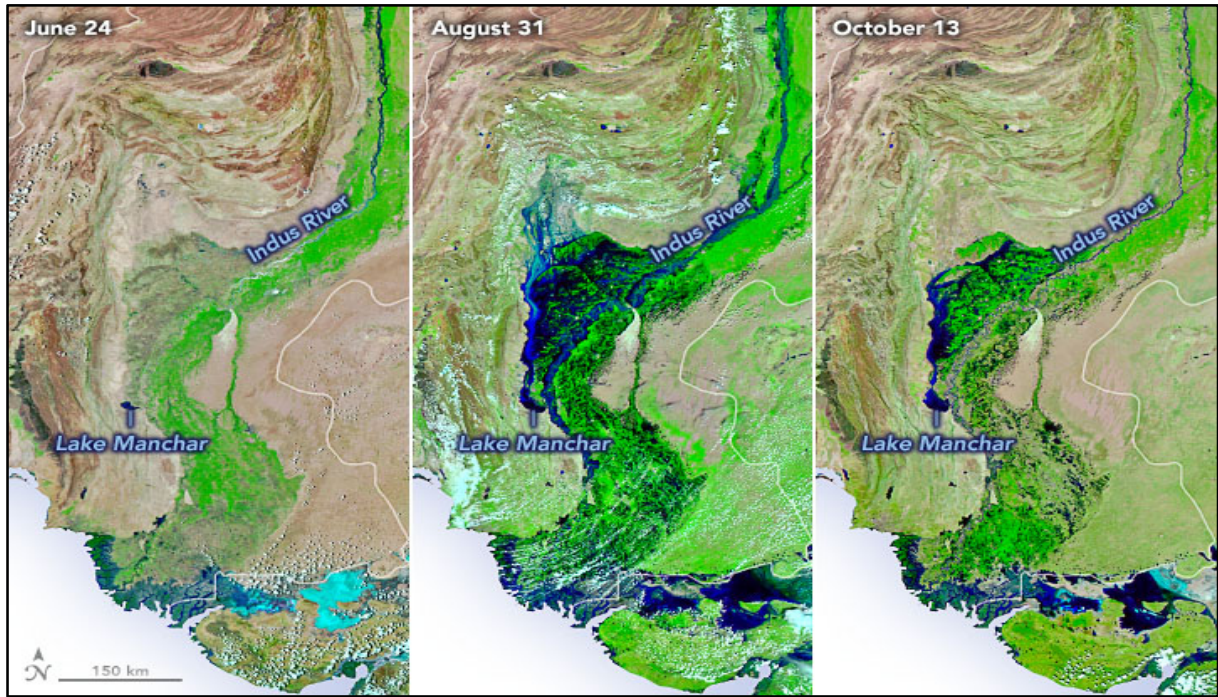 June 24
Indus River
Lake Manchar
N
150 km
August 31
Indus River
Lake Manchar
October 13
Indus River
Lake Manchar